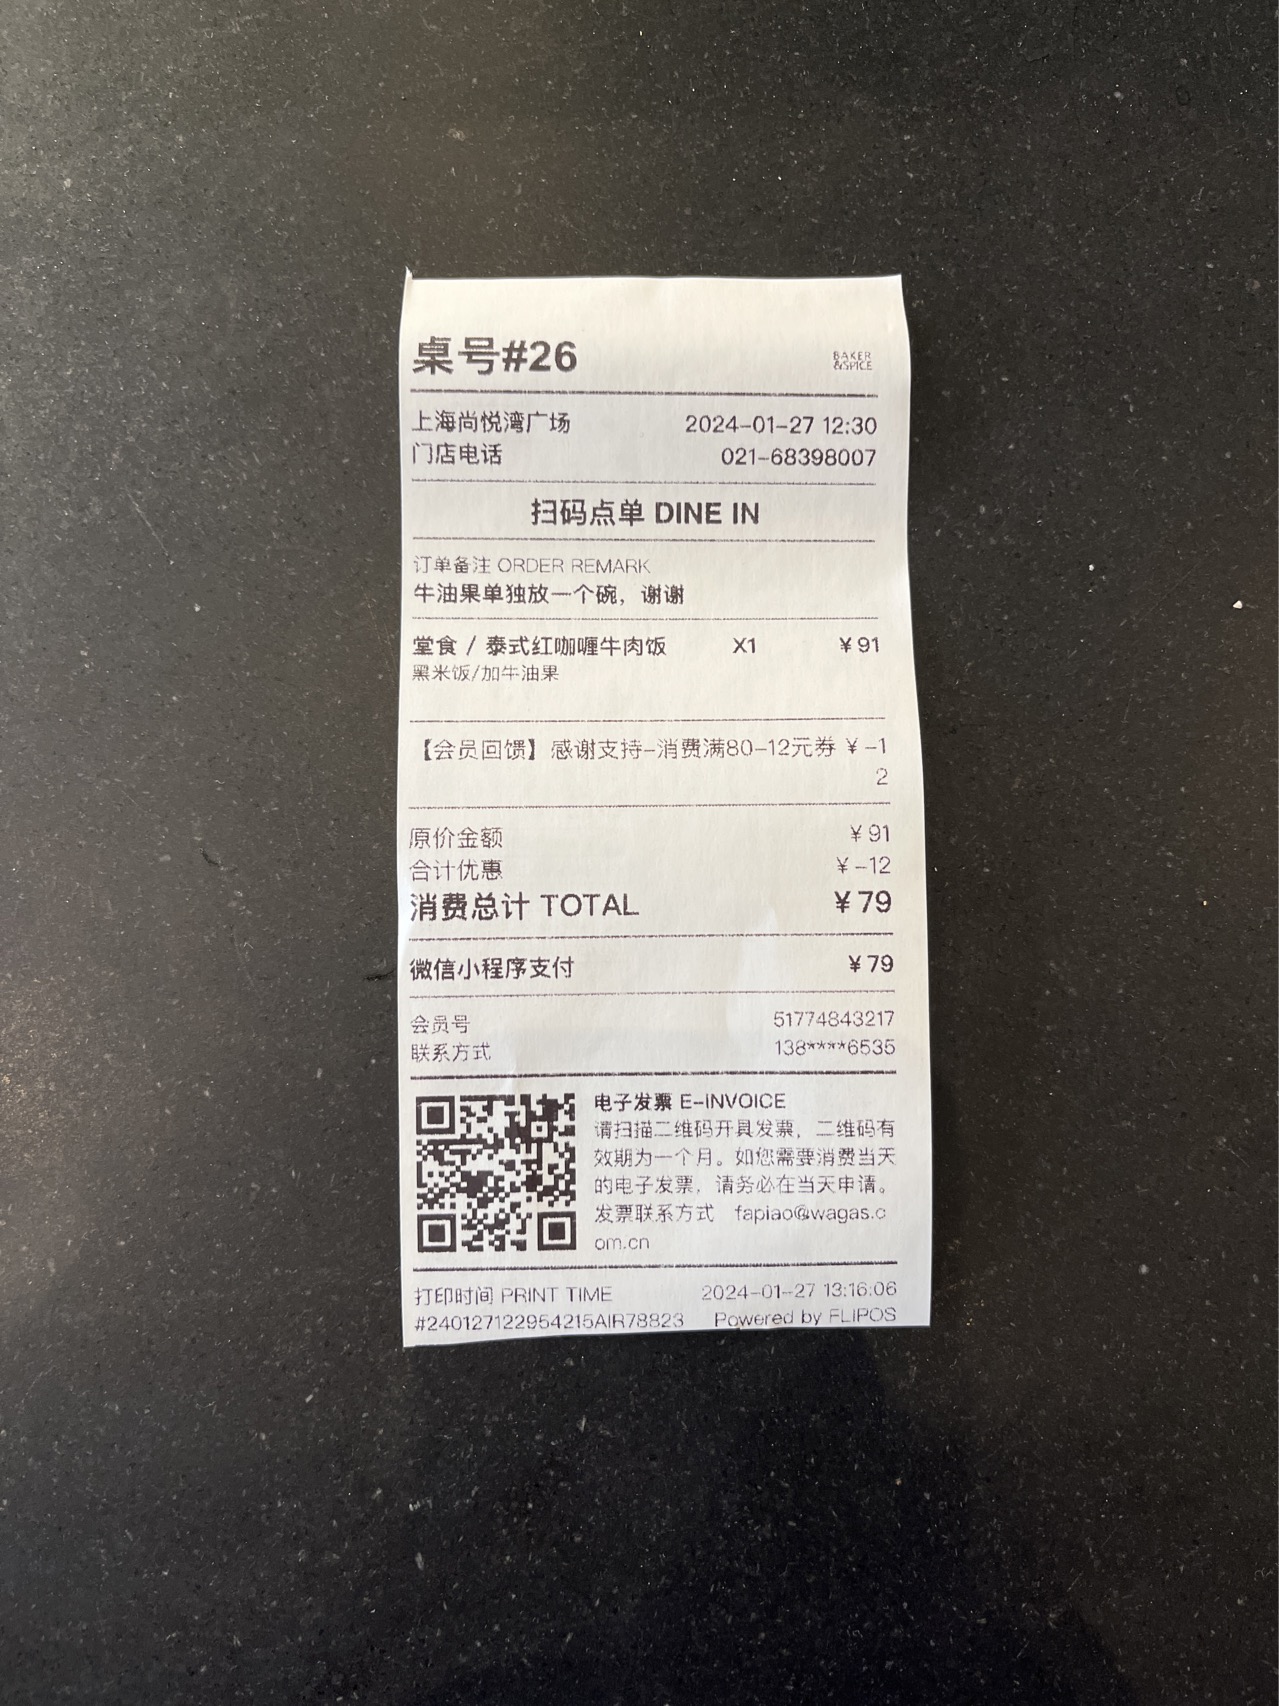 桌号#26
BAKER
&SPICE
上海尚悦湾广场 2024-01-27 12:30
门店电话 021-68398007
扫码点单 DINE IN
订单备注 ORDER REMARK
牛油果单独放一个碗，谢谢
堂食 / 泰式红咖喱牛肉饭 X1 ¥91
黑米饭/加牛油果
【会员回馈】感谢支持-消费满80-12元券 ¥-1
2
原价金额 ¥91
合计优惠 ¥-12
消费总计 TOTAL ¥79
微信小程序支付 ¥79
会员号 51774843217
联系方式 138****6535
电子发票 E-INVOICE
请扫描二维码开具发票，二维码有
效期为一个月。如您需要消费当天
的电子发票，请务必在当天申请。
发票联系方式 fapiao@wagas.c
om.cn
打印时间 PRINT TIME 2024-01-27 13:16:06
#240127122954215AIR78823 Powered by FLIPOS